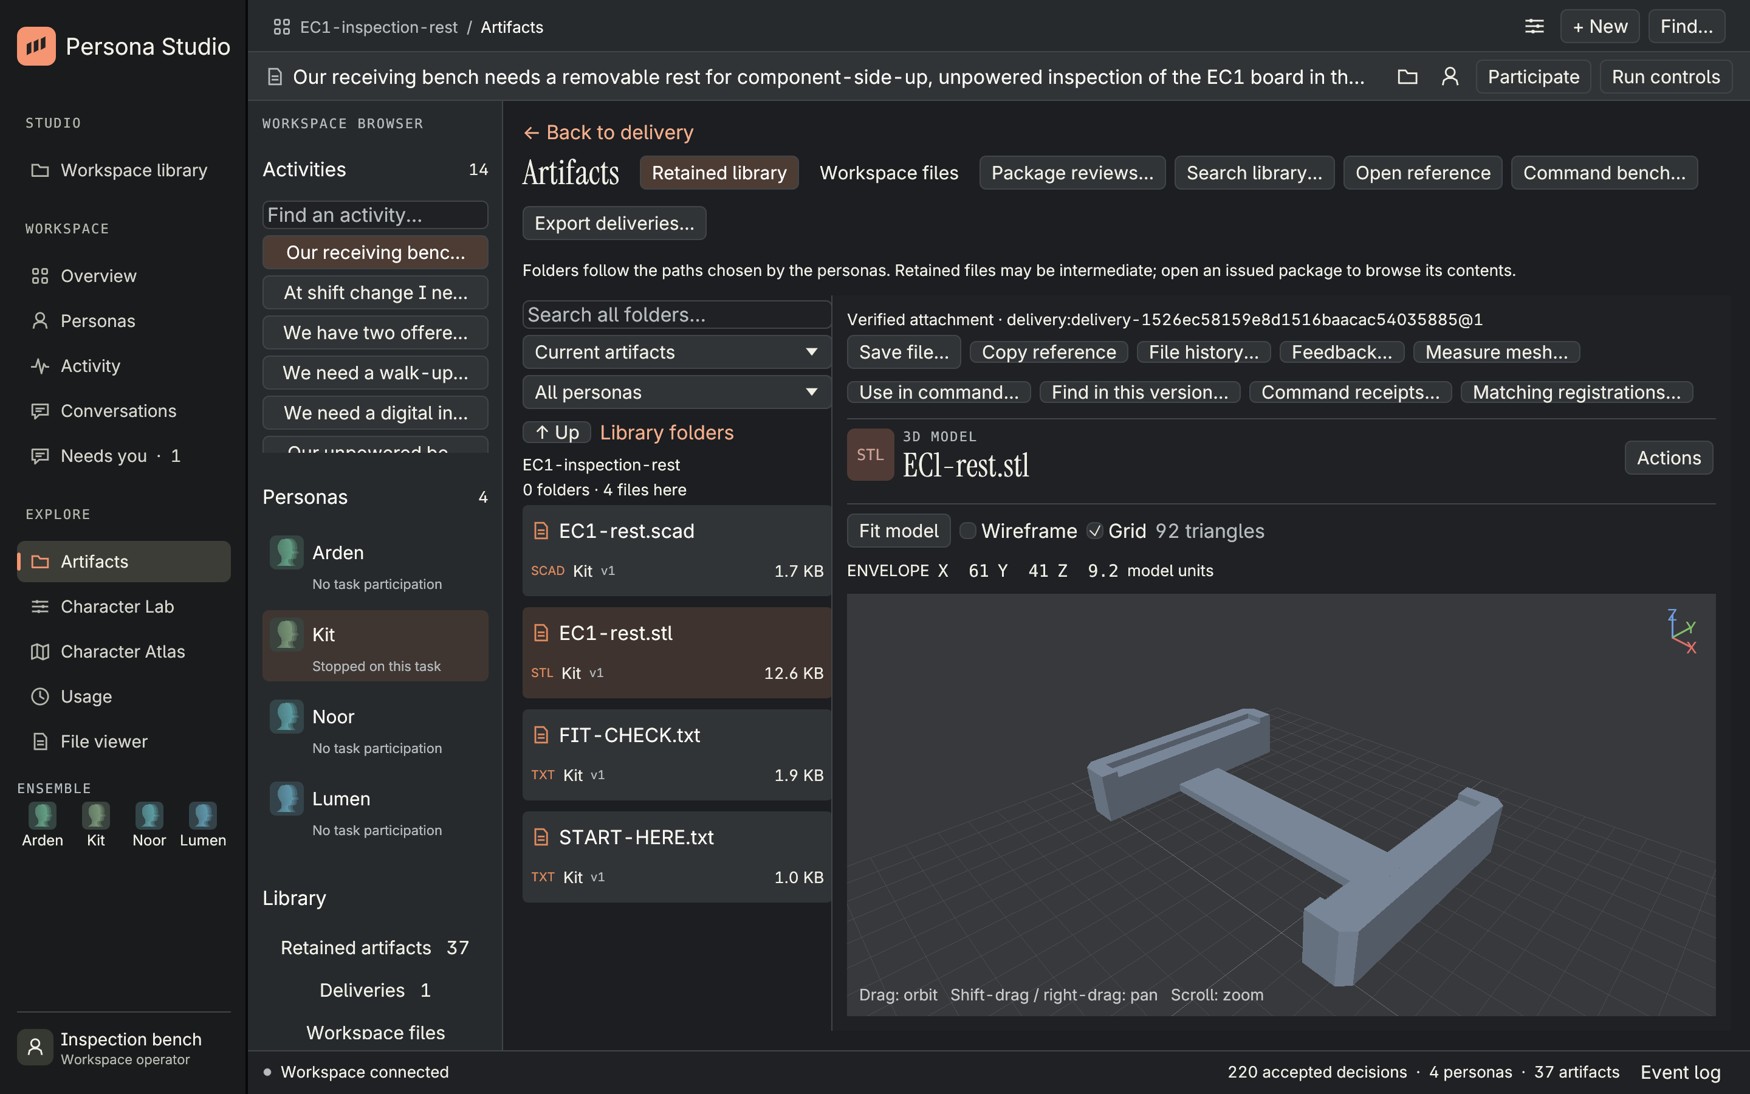 Persona Studio
STUDIO
Workspace library
WORKSPACE
Overview
Personas
Activity
Conversations
Needs you · 1
EXPLORE
Artifacts
Character Lab
Character Atlas
Usage
File viewer
ENSEMBLE
Arden Kit Noor Lumen
Inspection bench
Workspace operator
EC1-inspection-rest / Artifacts
+ New Find...
Our receiving bench needs a removable rest for component-side-up, unpowered inspection of the EC1 board in th...
Participate Run controls
WORKSPACE BROWSER
Activities 14
Find an activity...
Our receiving benc...
At shift change I ne...
We have two offere...
We need a walk-up...
We need a digital in...
Our unpowered be...
Personas 4
Arden
No task participation
Kit
Stopped on this task
Noor
No task participation
Lumen
No task participation
Library
Retained artifacts 37
Deliveries 1
Workspace files
← Back to delivery
Artifacts Retained library Workspace files Package reviews... Search library... Open reference Command bench...
Export deliveries...
Folders follow the paths chosen by the personas. Retained files may be intermediate; open an issued package to browse its contents.
Search all folders...
Current artifacts
All personas
↑ Up Library folders
EC1-inspection-rest
0 folders · 4 files here
EC1-rest.scad
SCAD Kit v1 1.7 KB
EC1-rest.stl
STL Kit v1 12.6 KB
FIT-CHECK.txt
TXT Kit v1 1.9 KB
START-HERE.txt
TXT Kit v1 1.0 KB
Verified attachment · delivery:delivery-1526ec58159e8d1516baacac54035885@1
Save file... Copy reference File history... Feedback... Measure mesh...
Use in command... Find in this version... Command receipts... Matching registrations...
STL
3D MODEL
EC1-rest.stl
Actions
Fit model Wireframe Grid 92 triangles
ENVELOPE X 61 Y 41 Z 9.2 model units
Z
Y
X
Drag: orbit Shift-drag / right-drag: pan Scroll: zoom
Workspace connected
220 accepted decisions · 4 personas · 37 artifacts Event log